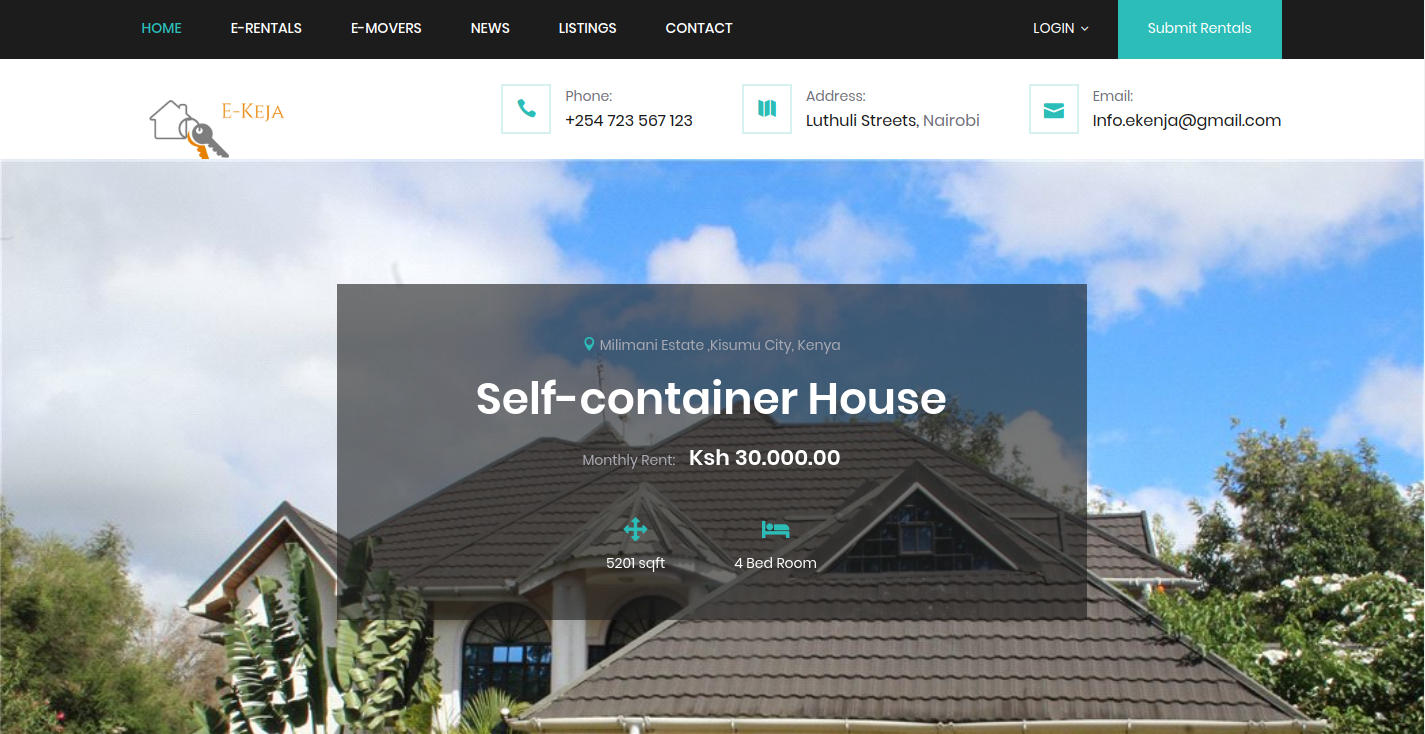 HOME E-RENTALS E-MOVERS NEWS LISTINGS CONTACT LOGIN Submit Rentals
E-KEJA
Phone:
+254 723 567 123
Address:
Luthuli Streets, Nairobi
Email:
Info.ekenja@gmail.com
Milimani Estate ,Kisumu City, Kenya
Self-container House
Monthly Rent: Ksh 30.000.00
5201 sqft
4 Bed Room